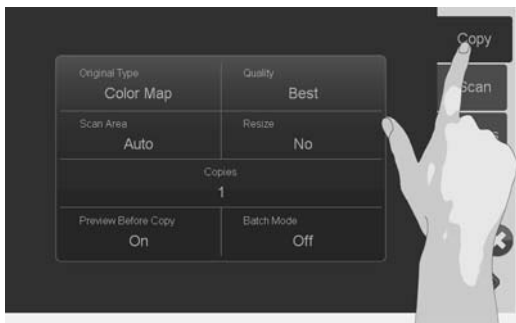 Copy
Scan
Original Type
Color Map
Quality
Best
Scan Area
Auto
Resize
No
Copies
1
Preview Before Copy
On
Batch Mode
Off